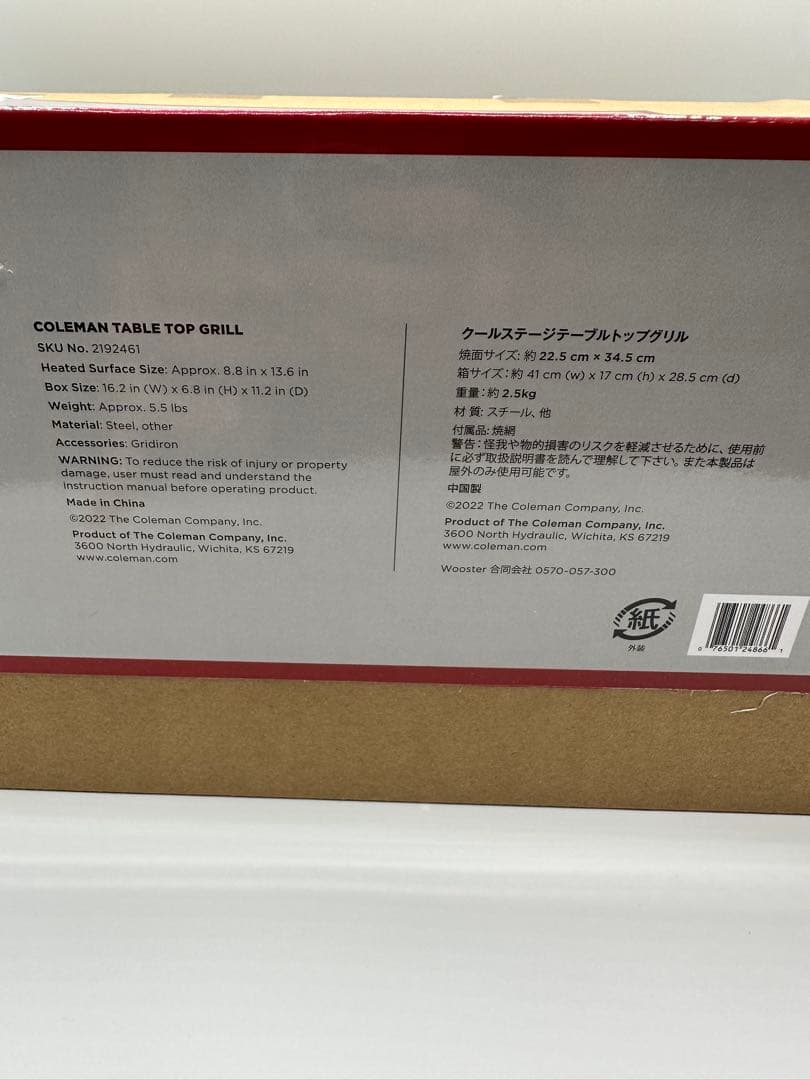 COLEMAN TABLE TOP GRILL
SKU No. 2192461
Heated Surface Size: Approx. 8.8 in x 13.6 in
Box Size: 16.2 in (W) x 6.8 in (H) x 11.2 in (D)
Weight: Approx. 5.5 lbs
Material: Steel, other
Accessories: Gridiron
WARNING: To reduce the risk of injury or property
damage, user must read and understand the
instruction manual before operating product.
Made in China
©2022 The Coleman Company, Inc.
Product of The Coleman Company, Inc.
3600 North Hydraulic, Wichita, KS 67219
www.coleman.com
クールステージテーブルトップグリル
焼面サイズ: 約 22.5 cm × 34.5 cm
箱サイズ: 約 41 cm (w) x 17 cm (h) x 28.5 cm (d)
重量: 約 2.5kg
材 質: スチール、他
付属品: 焼網
警告: 怪我や物的損害のリスクを軽減させるために、使用前
に必ず取扱説明書を読んで理解して下さい。また本製品は
屋外のみ使用可能です。
中国製
©2022 The Coleman Company, Inc.
Product of The Coleman Company, Inc.
3600 North Hydraulic, Wichita, KS 67219
www.coleman.com
Wooster 合同会社 0570-057-300
紙
外装
0 76501 24866 1